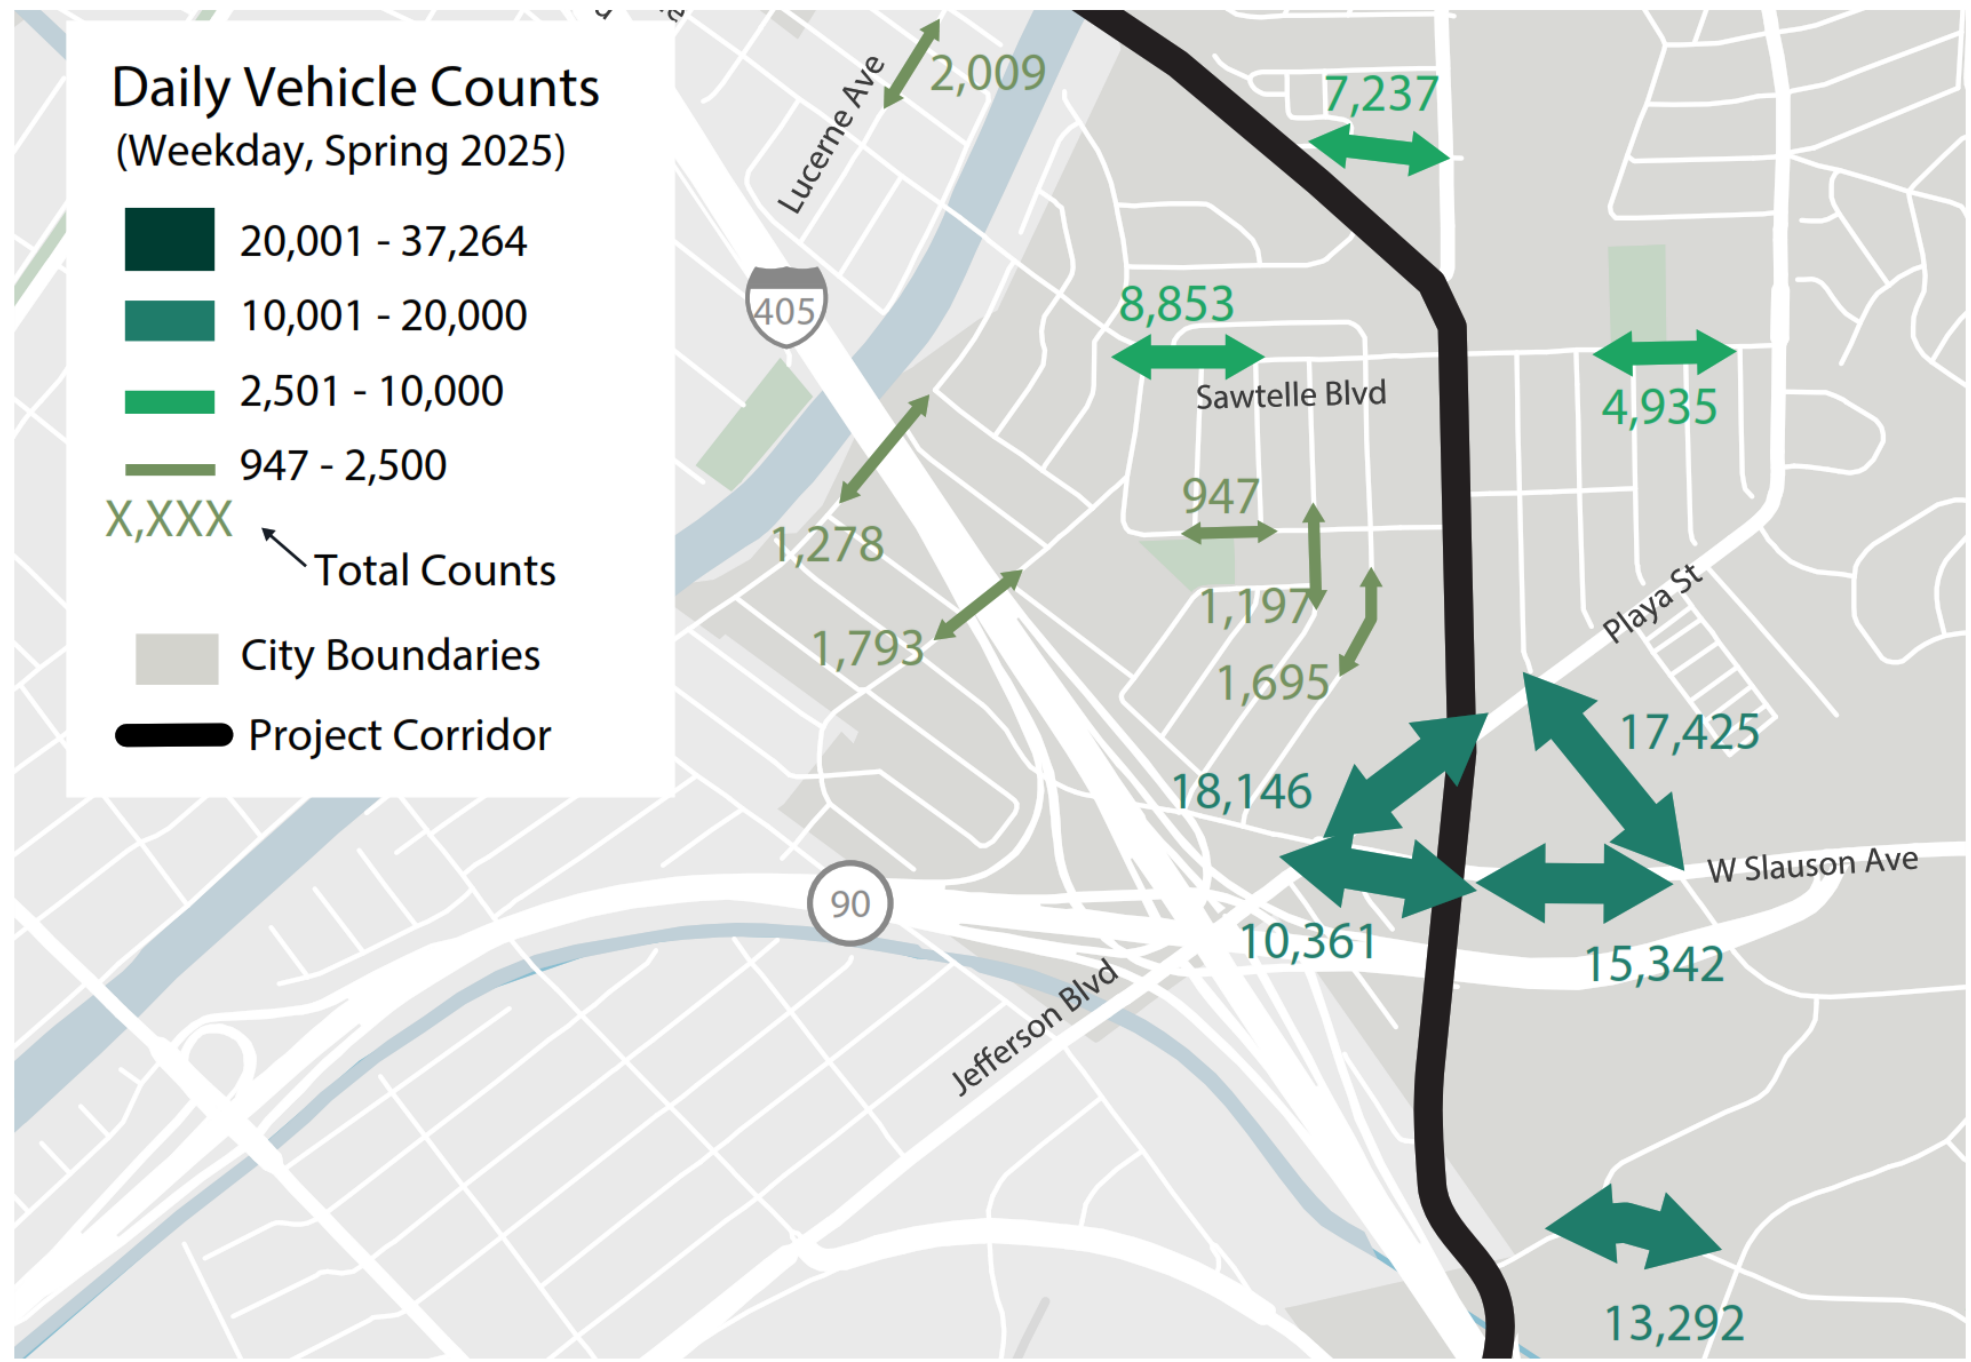 Daily Vehicle Counts
(Weekday, Spring 2025)
20,001 - 37,264
10,001 - 20,000
2,501 - 10,000
947 - 2,500
X,XXX
Total Counts
City Boundaries
Project Corridor
Lucerne Ave
2,009
7,237
405
8,853
Sawtelle Blvd
4,935
1,278
947
1,793
1,197
1,695
Playa St
17,425
18,146
W Slauson Ave
90
10,361
15,342
Jefferson Blvd
13,292